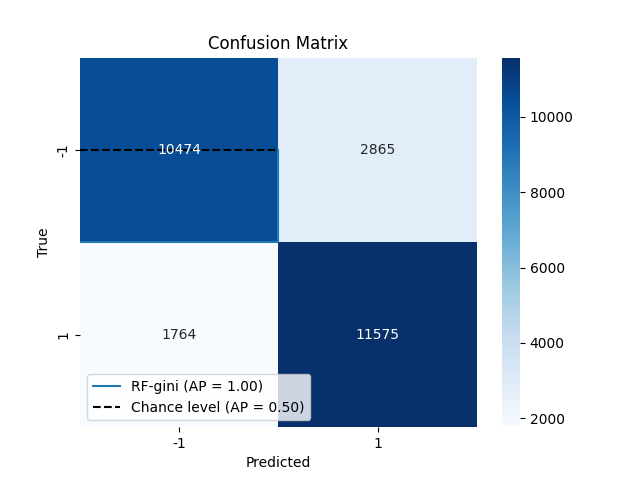 Confusion Matrix
-1
10474
2865
10000
8000
6000
4000
2000
True
1
1764
11575
RF-gini (AP = 1.00)
Chance level (AP = 0.50)
-1
1
Predicted